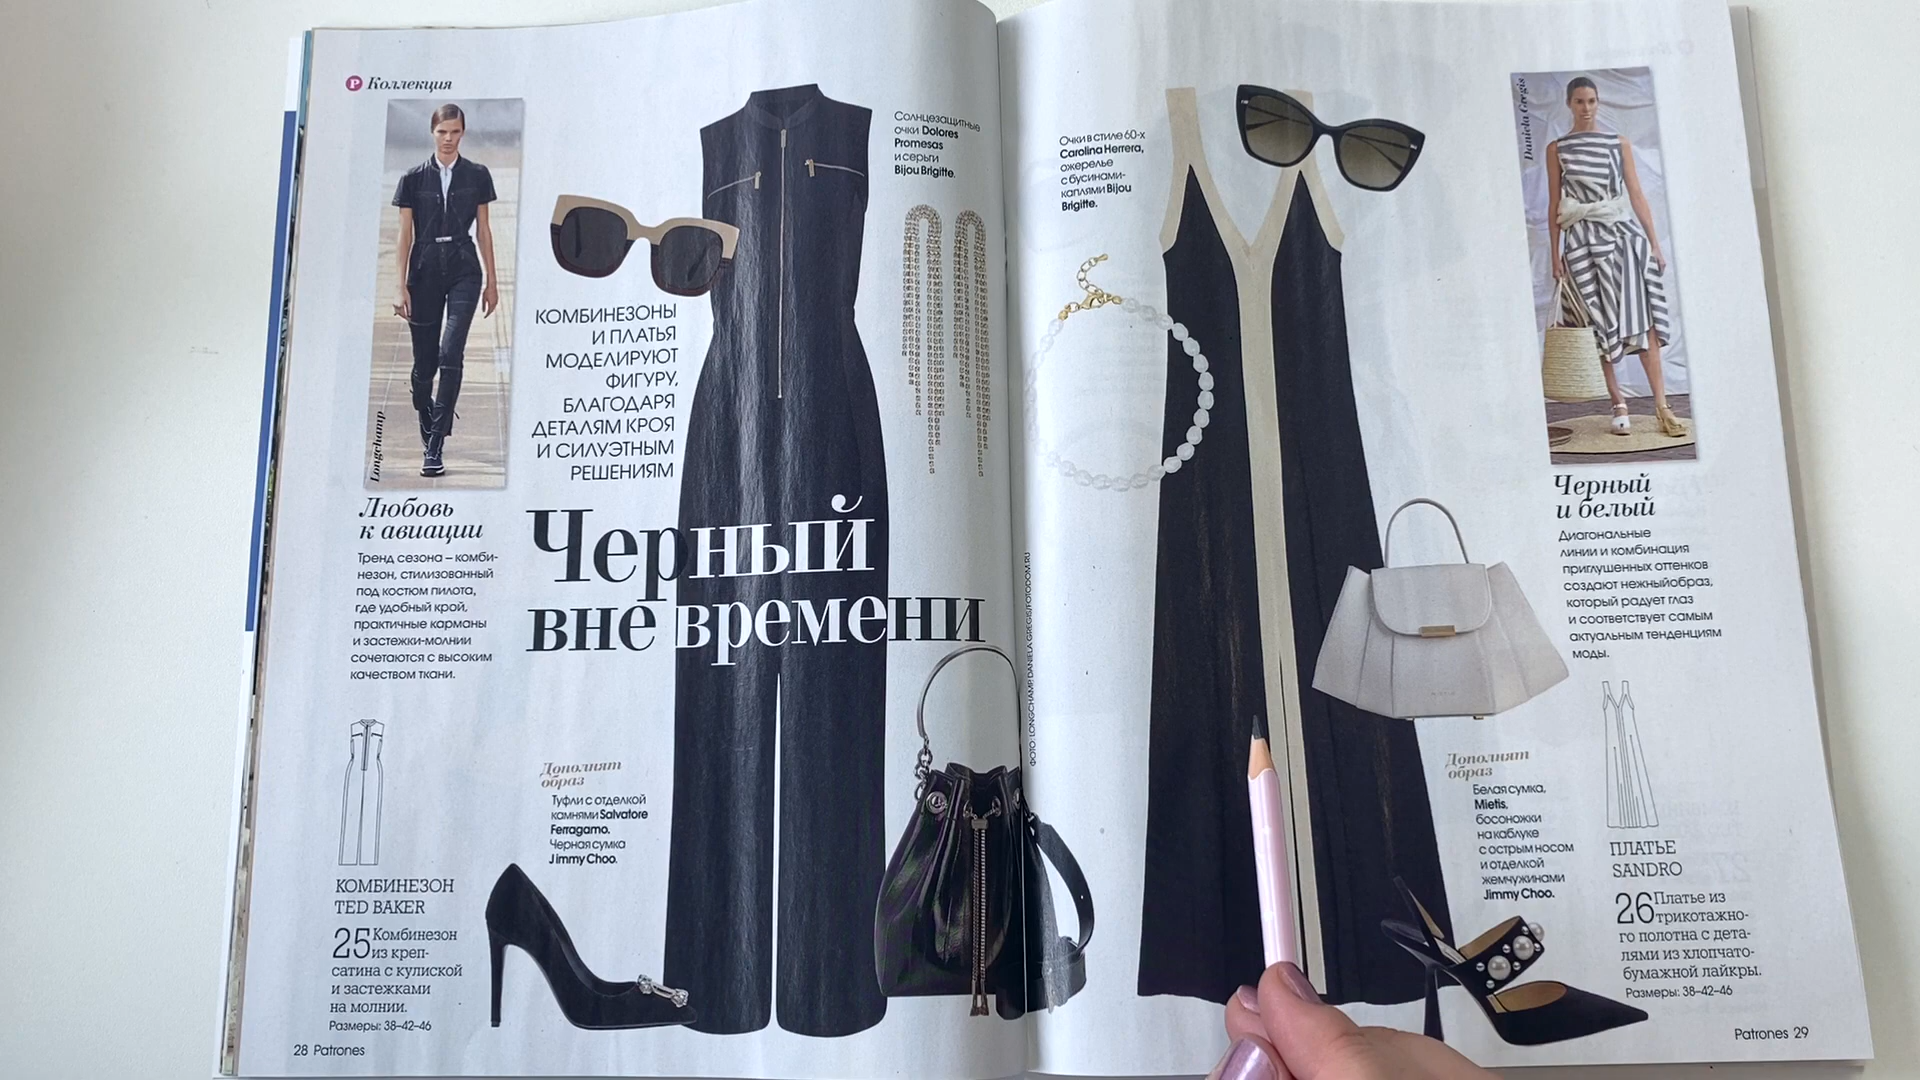 P Коллекция
Longchamp
Любовь
к авиации
Тренд сезона – комби-
незон, стилизованный
под костюм пилота,
где удобный крой,
практичные карманы
и застежки-молнии
сочетаются с высоким
качеством ткани.
КОМБИНЕЗОН
TED BAKER
25 Комбинезон
из креп-
сатина с кулиской
и застежками
на молнии.
Размеры: 38–42–46
28 Patrones
КОМБИНЕЗОНЫ
И ПЛАТЬЯ
МОДЕЛИРУЮТ
ФИГУРУ,
БЛАГОДАРЯ
ДЕТАЛЯМ КРОЯ
И СИЛУЭТНЫМ
РЕШЕНИЯМ
Черный
вне времени
Солнцезащитные
очки Dolores
Promesas
и серьги
Bijou Brigitte.
Дополнят
образ
Туфли с отделкой
камнями Salvatore
Ferragamo.
Черная сумка
Jimmy Choo.
ФОТО: LONGCHAMP, DANIELA GREGIS/FOTODOM.RU
Очки в стиле 60-х
Carolina Herrera,
ожерелье
с бусинами-
каплями Bijou
Brigitte.
Daniela Gregis
Черный
и белый
Диагональные
линии и комбинация
приглушенных оттенков
создают нежныйобраз,
который радует глаз
и соответствует самым
актуальным тенденциям
моды.
Дополнят
образ
Белая сумка,
Mietis,
босоножки
на каблуке
с острым носом
и отделкой
жемчужинами
Jimmy Choo.
ПЛАТЬЕ
SANDRO
26 Платье из
трикотажно-
го полотна с дета-
лями из хлопчато-
бумажной лайкры.
Размеры: 38–42–46
Patrones 29